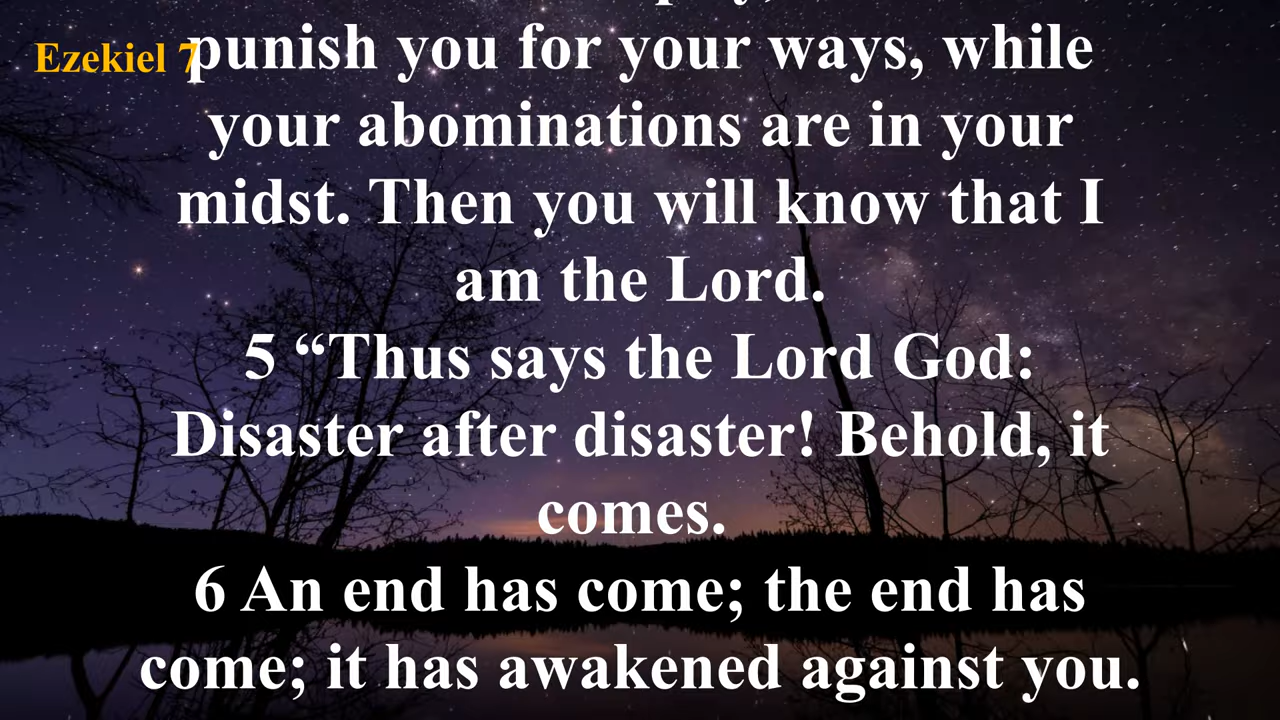 Ezekiel 7
punish you for your ways, while
your abominations are in your
midst. Then you will know that I
am the Lord.
5 “Thus says the Lord God:
Disaster after disaster! Behold, it
comes.
6 An end has come; the end has
come; it has awakened against you.